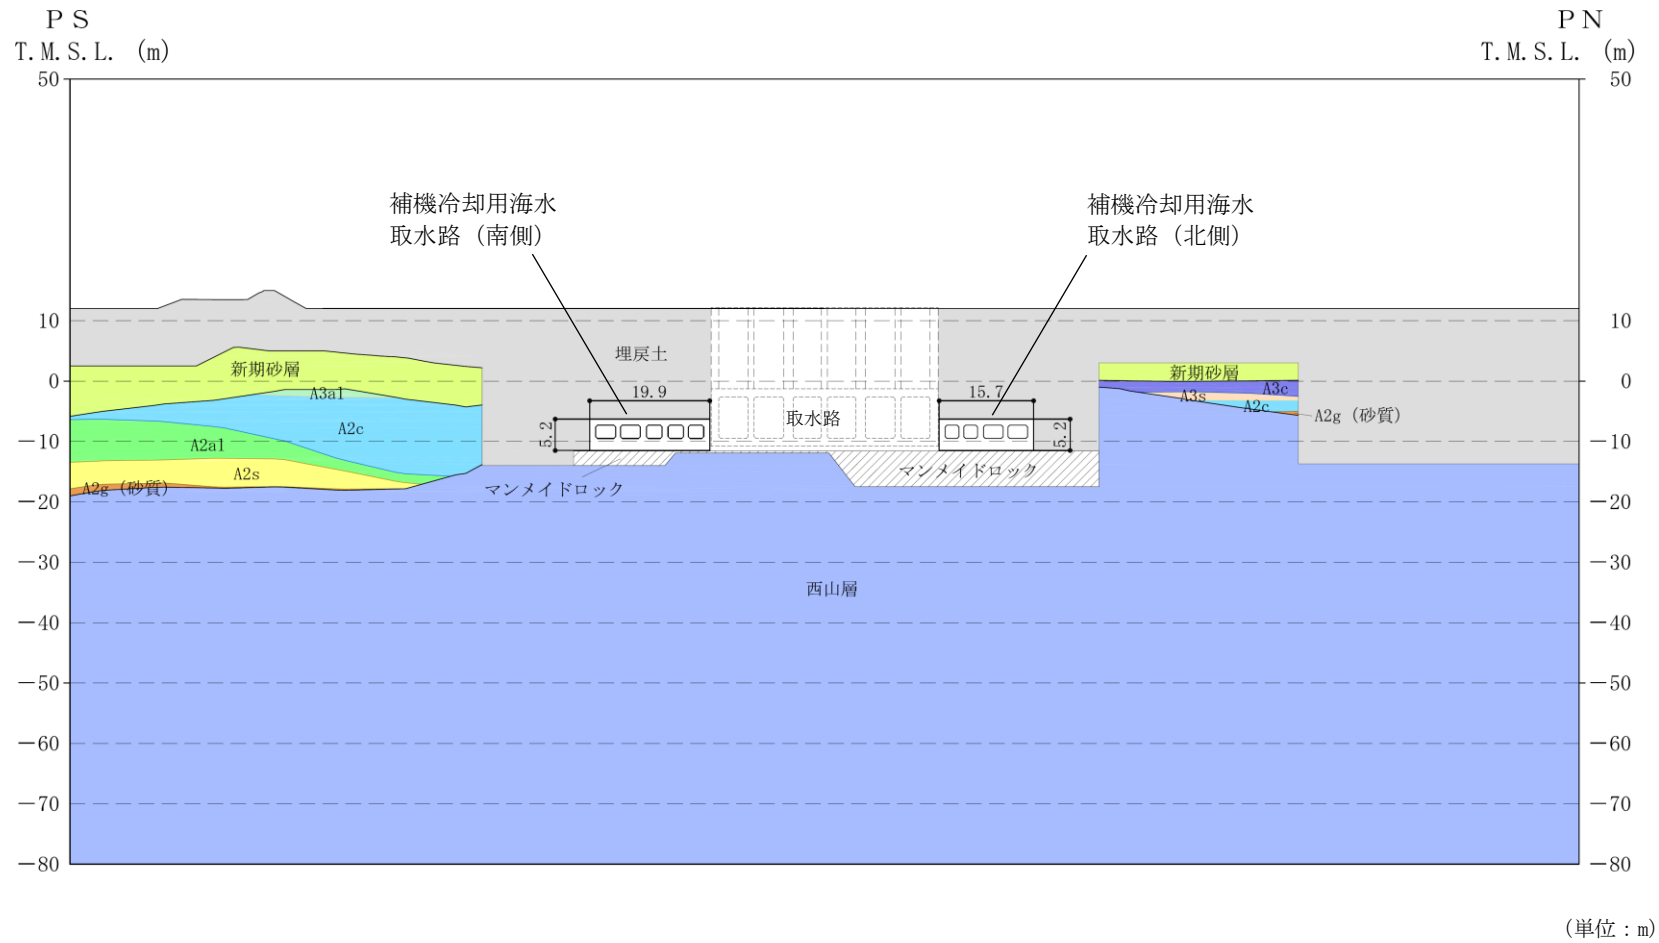 PS
T.M.S.L. (m)
PN
T.M.S.L. (m)
50
50
補機冷却用海水
取水路（南側）
補機冷却用海水
取水路（北側）
10
10
埋戻土
新期砂層
新期砂層
0
0
A3al
19.9
15.7
A3c
A3s
A2c
A2g（砂質）
取水路
A2c
5.2
5.2
－10
－10
A2al
A2s
マンメイドロック
A2g（砂質）
マンメイドロック
－20
－20
－30
－30
西山層
－40
－40
－50
－50
－60
－60
－70
－70
－80
－80
（単位：m）